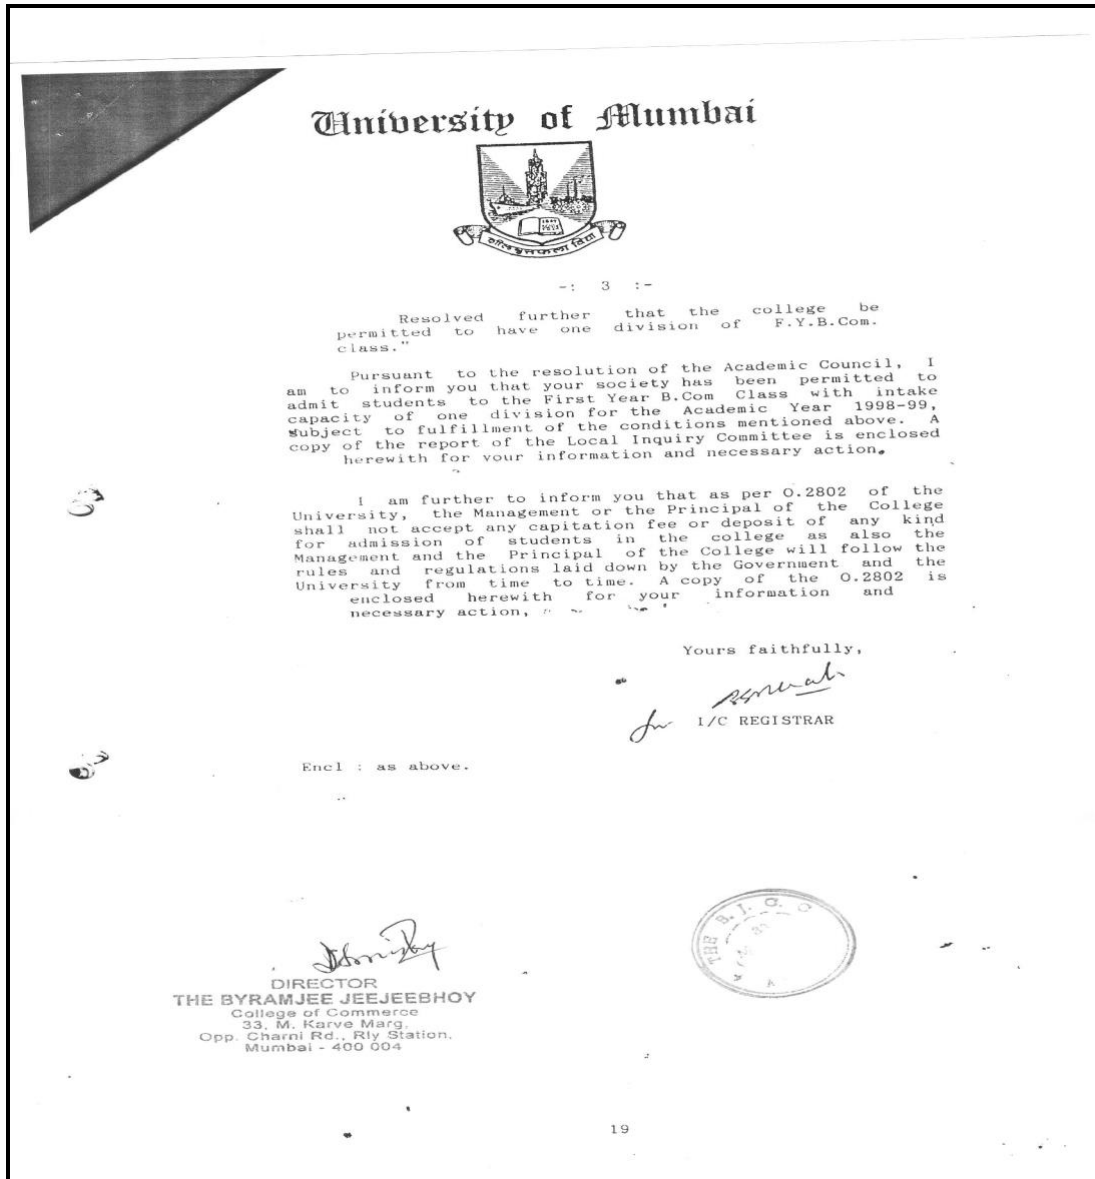 University of Mumbai
-: 3 :-
Resolved further that the college be
permitted to have one division of F.Y.B.Com.
class."
Pursuant to the resolution of the Academic Council, I
am to inform you that your society has been permitted to
admit students to the First Year B.Com Class with intake
capacity of one division for the Academic Year 1998-99,
subject to fulfillment of the conditions mentioned above. A
copy of the report of the Local Inquiry Committee is enclosed
herewith for your information and necessary action.
I am further to inform you that as per O.2802 of the
University, the Management or the Principal of the College
shall not accept any capitation fee or deposit of any kind
for admission of students in the college as also the
Management and the Principal of the College will follow the
rules and regulations laid down by the Government and the
University from time to time. A copy of the O.2802 is
enclosed herewith for your information and
necessary action,
Yours faithfully,
for I/C REGISTRAR
Encl : as above.
THE
DIRECTOR
THE BYRAMJEE JEEJEEBHOY
College of Commerce
33, M. Karve Marg,
Opp. Charni Rd., Rly Station,
Mumbai - 400 004
19